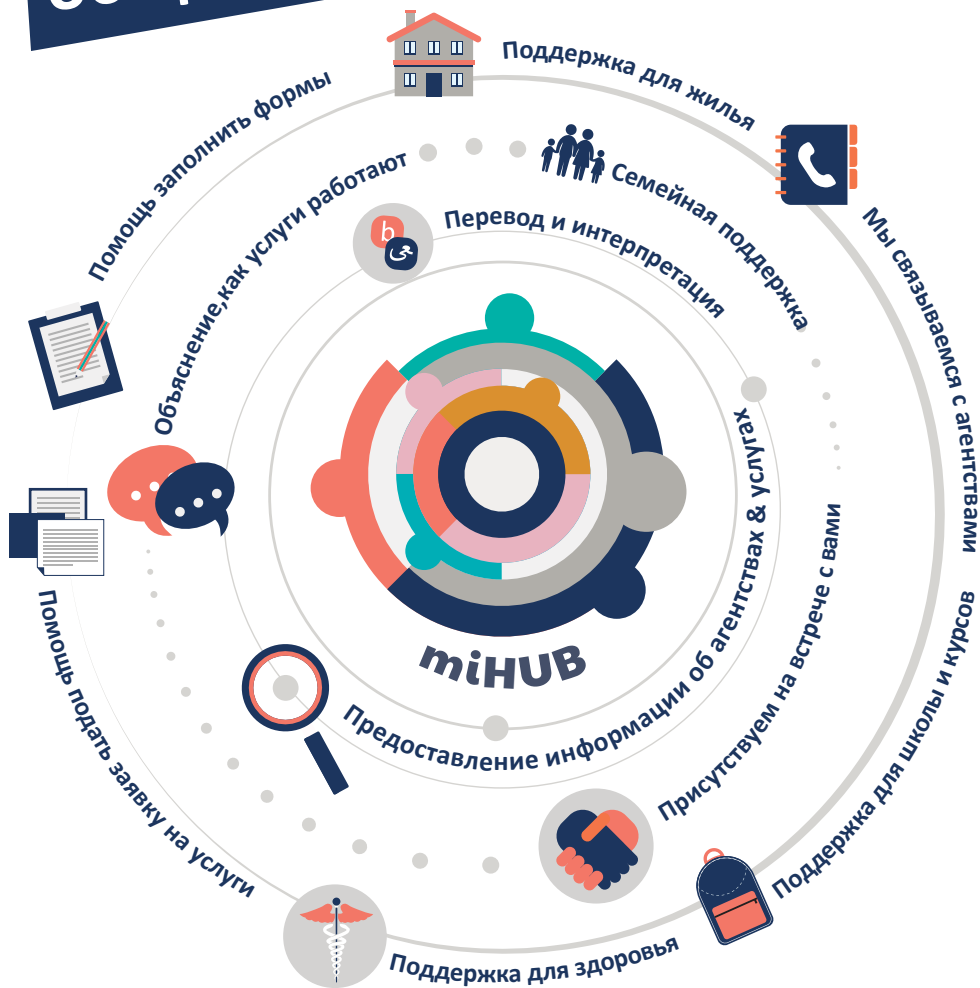 Поддержка для жилья
Помощь заполнить формы
Объяснение,как услуги работают
Семейная поддержка
Перевод и интерпретация
b
Мы связываемся с агентствами
miHUB
Предоставление информации об агентствах & услугах
Присутствуем на встрече с вами
Поддержка для школы и курсов
Помощь подать заявку на услуги
Поддержка для здоровья